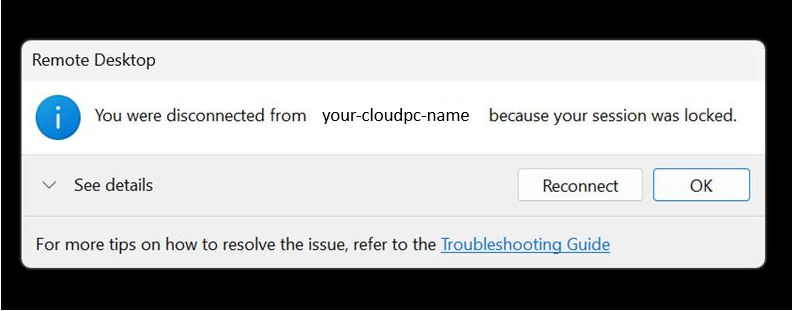 Remote Desktop
You were disconnected from your-cloudpc-name because your session was locked.
See details
Reconnect
OK
For more tips on how to resolve the issue, refer to the Troubleshooting Guide